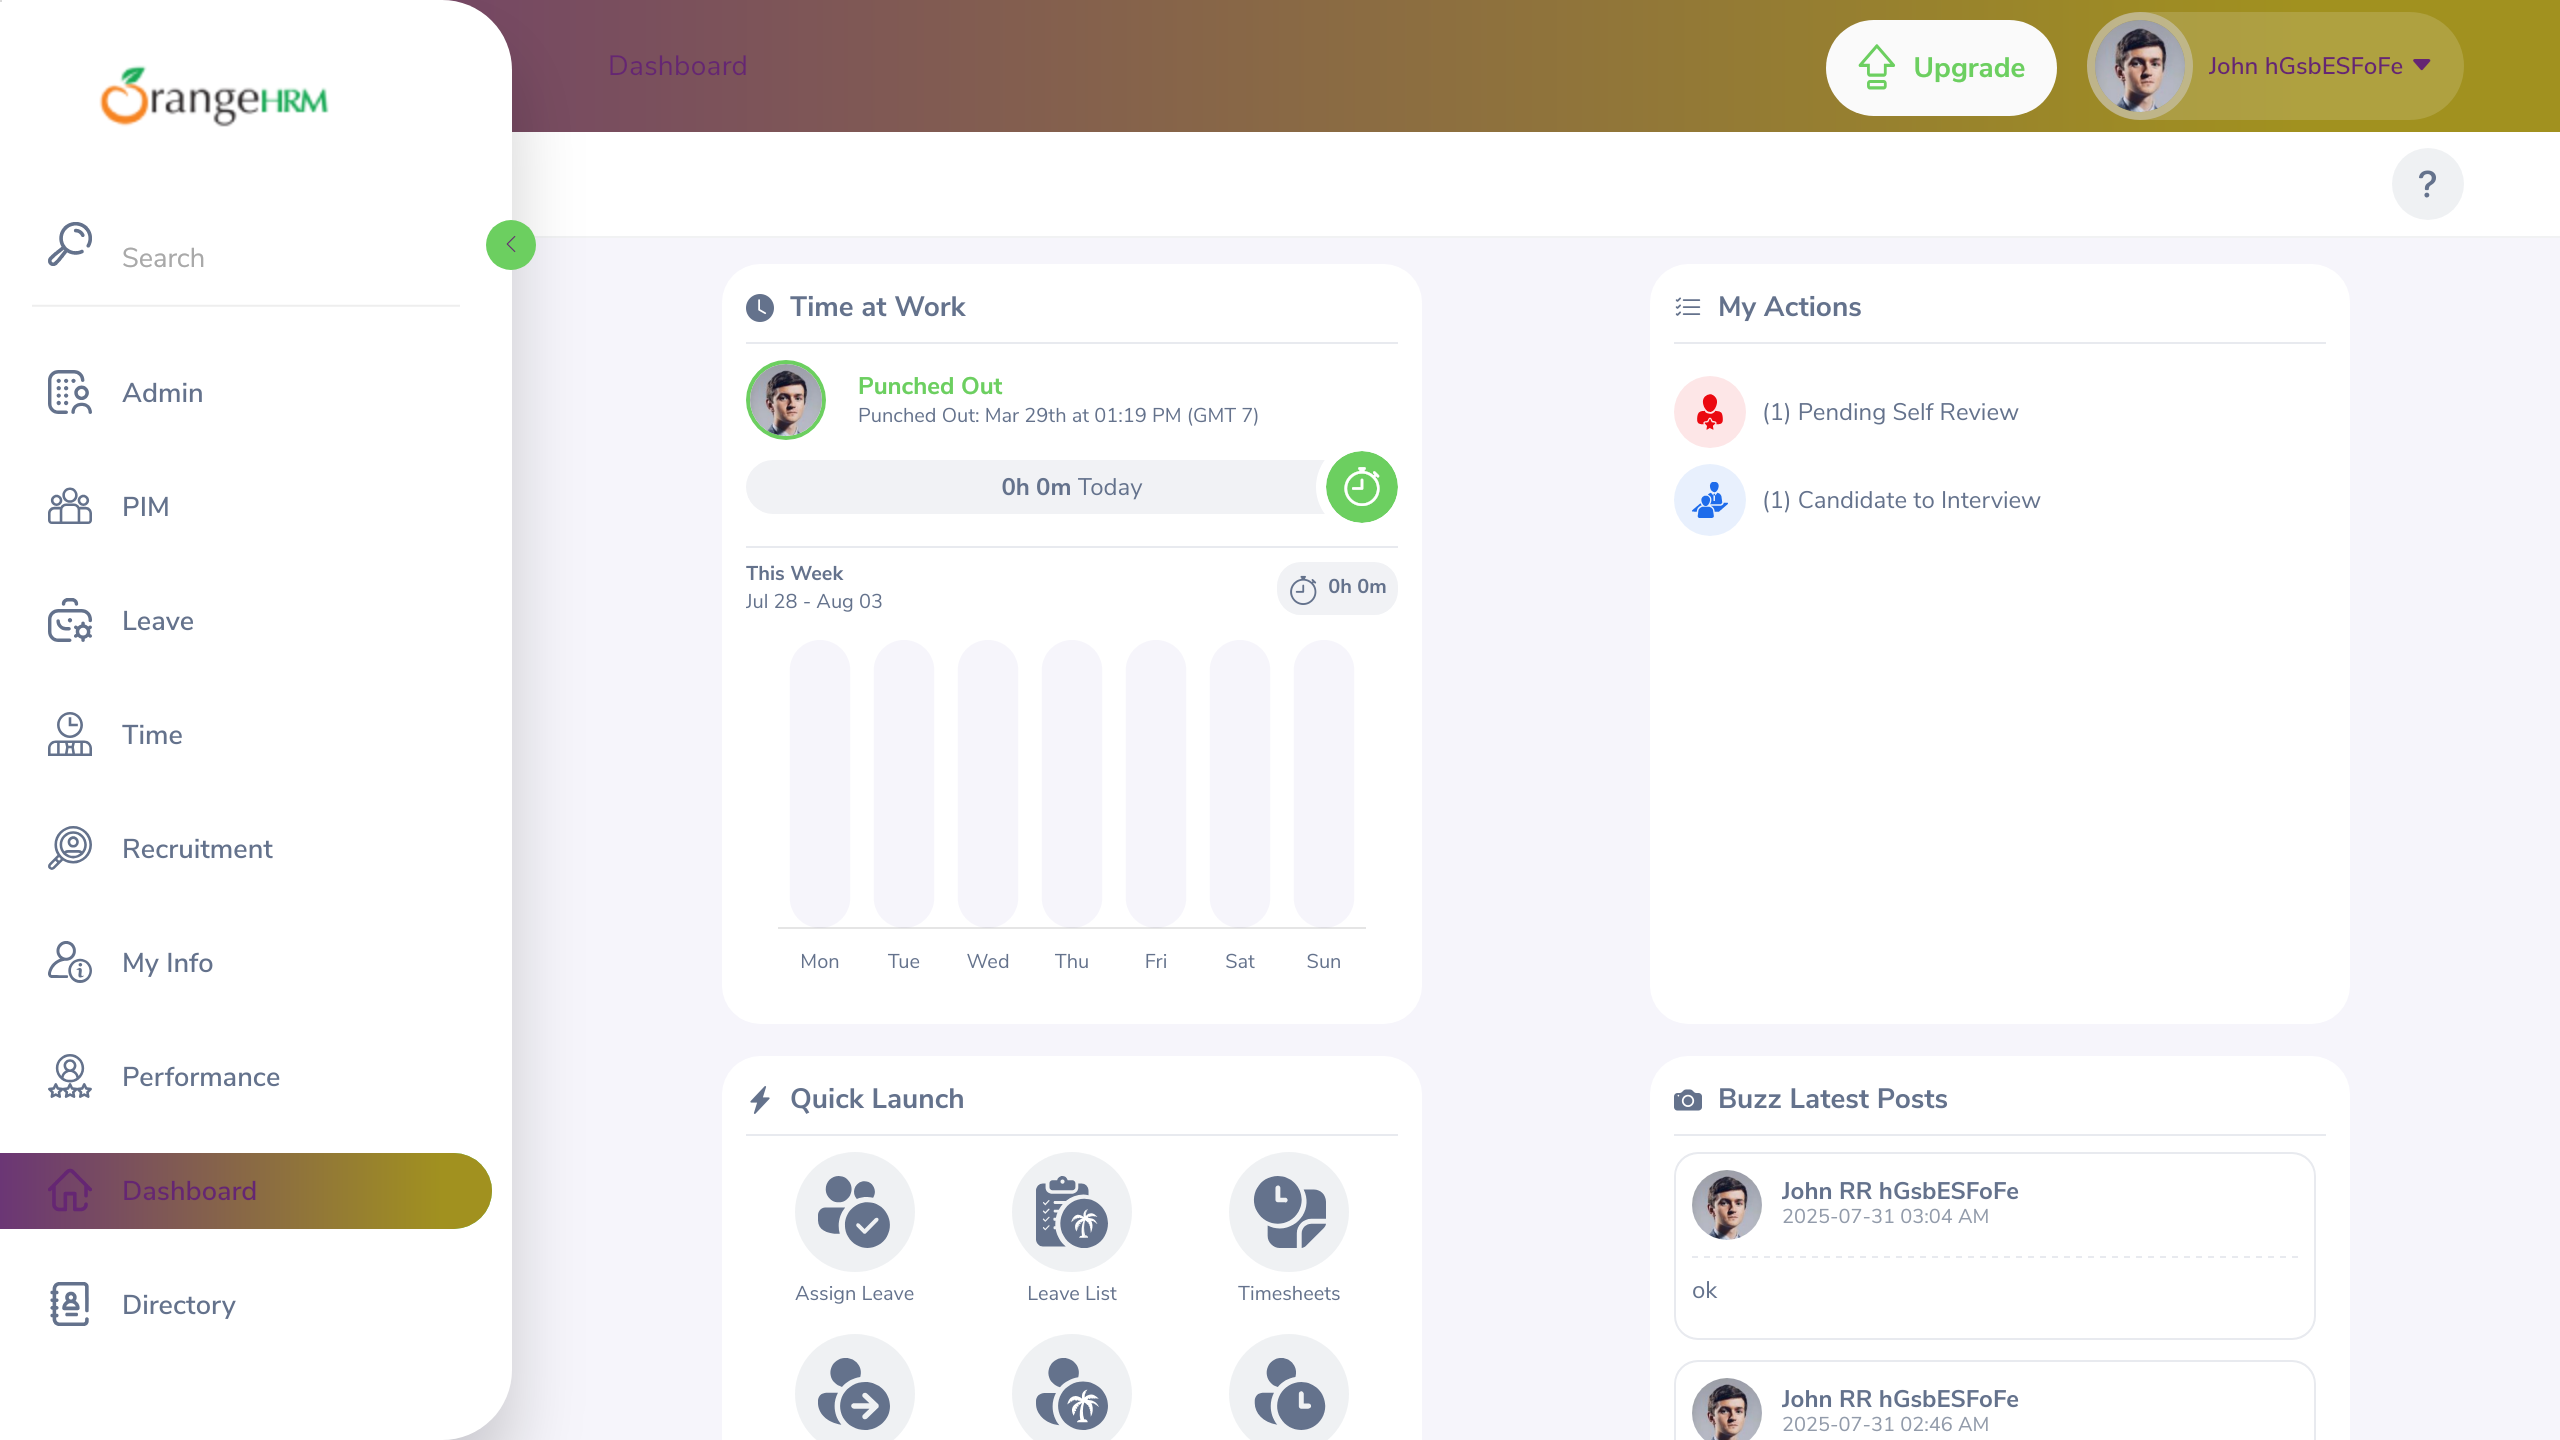 OrangeHRM
Search
Admin
PIM
Leave
Time
Recruitment
My Info
Performance
Dashboard
Directory
Dashboard
Upgrade
John hGsbESFoFe
?
Time at Work
Punched Out
Punched Out: Mar 29th at 01:19 PM (GMT 7)
0h 0m Today
This Week
Jul 28 - Aug 03
0h 0m
Mon Tue Wed Thu Fri Sat Sun
My Actions
(1) Pending Self Review
(1) Candidate to Interview
Quick Launch
Assign Leave
Leave List
Timesheets
Buzz Latest Posts
John RR hGsbESFoFe
2025-07-31 03:04 AM
ok
John RR hGsbESFoFe
2025-07-31 02:46 AM